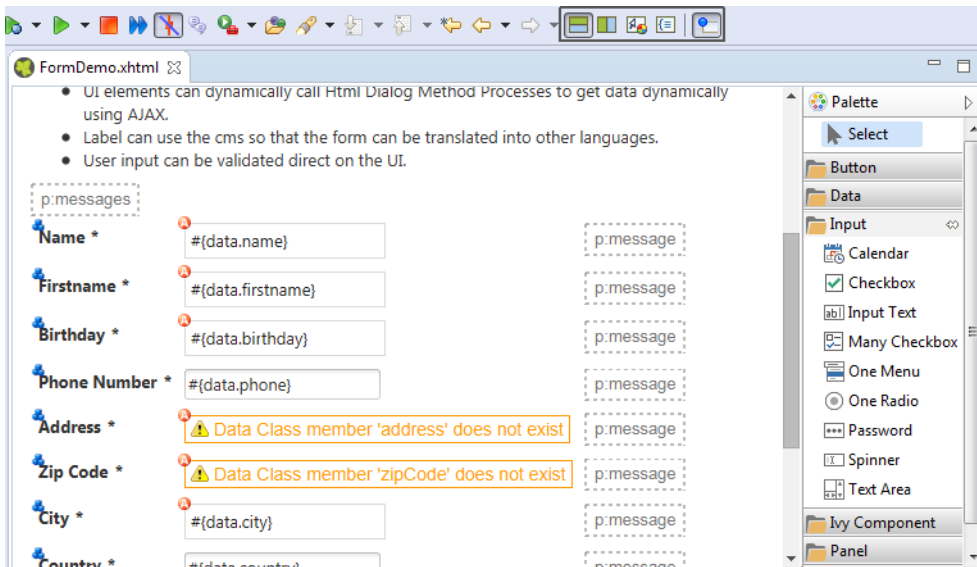 FormDemo.xhtml
UI elements can dynamically call Html Dialog Method Processes to get data dynamically
using AJAX.
Label can use the cms so that the form can be translated into other languages.
User input can be validated direct on the UI.
p:messages
Name * #{data.name} p:message
Firstname * #{data.firstname} p:message
Birthday * #{data.birthday} p:message
Phone Number * #{data.phone} p:message
Address * Data Class member 'address' does not exist p:message
Zip Code * Data Class member 'zipCode' does not exist p:message
City * #{data.city} p:message
Country * #{data.country} p:message
Palette
Select
Button
Data
Input
Calendar
Checkbox
Input Text
Many Checkbox
One Menu
One Radio
Password
Spinner
Text Area
Ivy Component
Panel